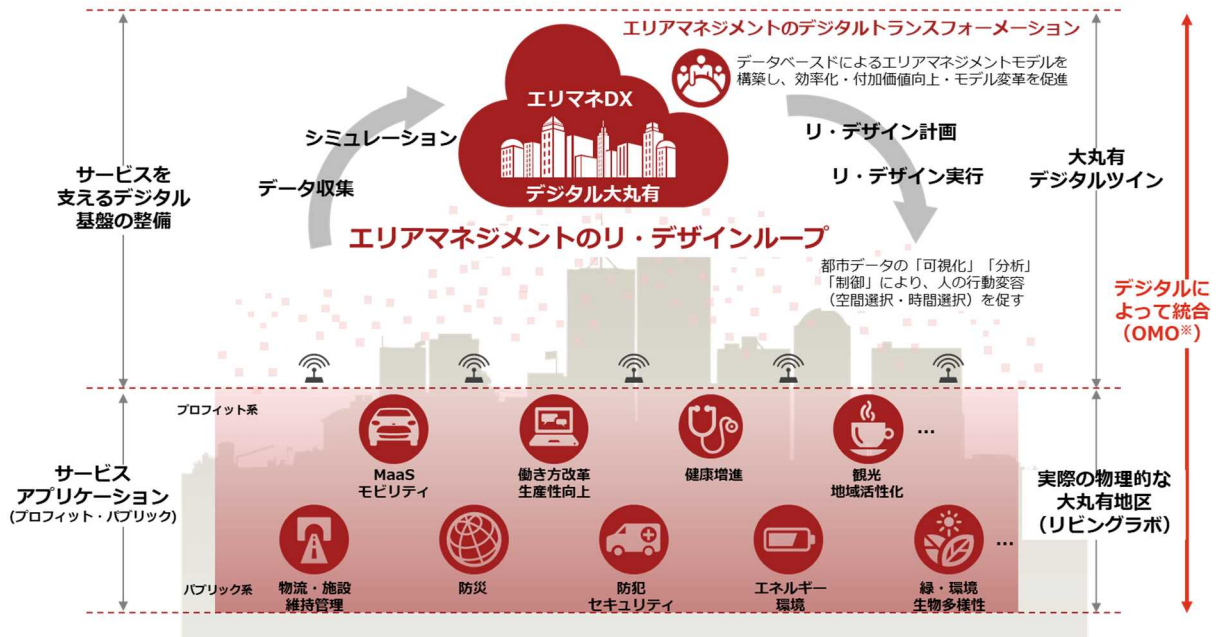 エリアマネジメントのデジタルトランスフォーメーション
データベースドによるエリアマネジメントモデルを
構築し、効率化・付加価値向上・モデル変革を促進
エリマネDX
デジタル大丸有
シミュレーション
データ収集
リ・デザイン計画
リ・デザイン実行
サービスを
支えるデジタル
基盤の整備
大丸有
デジタルツイン
エリアマネジメントのリ・デザインループ
都市データの「可視化」「分析」
「制御」により、人の行動変容
（空間選択・時間選択）を促す
デジタルに
よって統合
（OMO※）
プロフィット系
MaaS
モビリティ
働き方改革
生産性向上
健康増進
観光
地域活性化
…
サービス
アプリケーション
(プロフィット・パブリック)
実際の物理的な
大丸有地区
（リビングラボ）
パブリック系
物流・施設
維持管理
防災
防犯
セキュリティ
エネルギー
環境
緑・環境
生物多様性
…